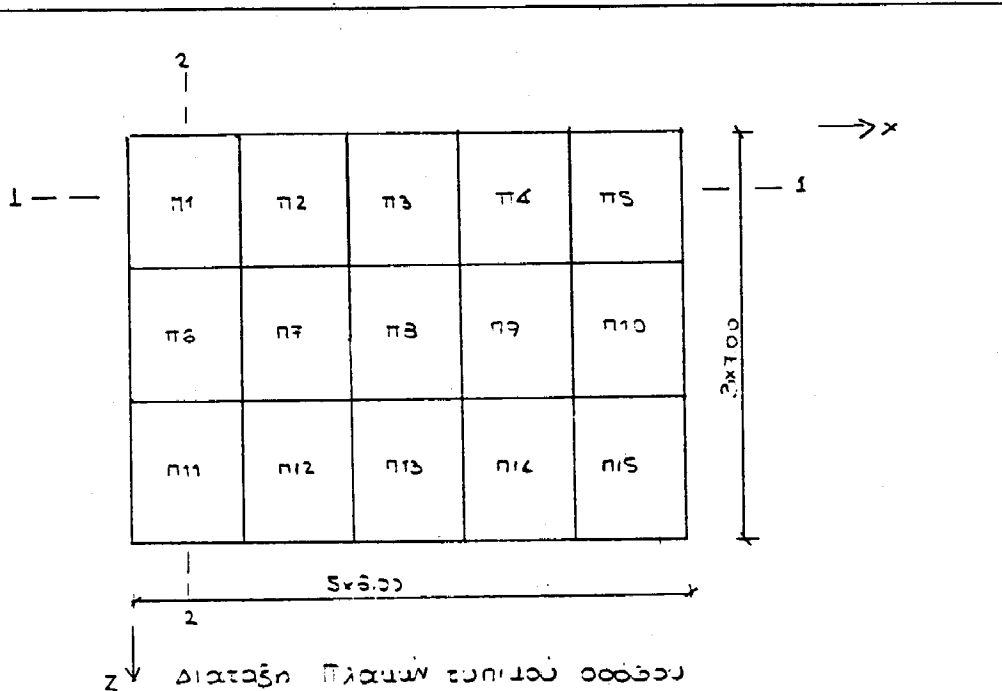 2
→ x
1 — — — — 1
Π1 Π2 Π3 Π4 Π5
Π6 Π7 Π8 Π9 Π10
3x7.00
Π11 Π12 Π13 Π14 Π15
5x6.00
2
z Διαταξη Πλακών τυπικού ορόφου